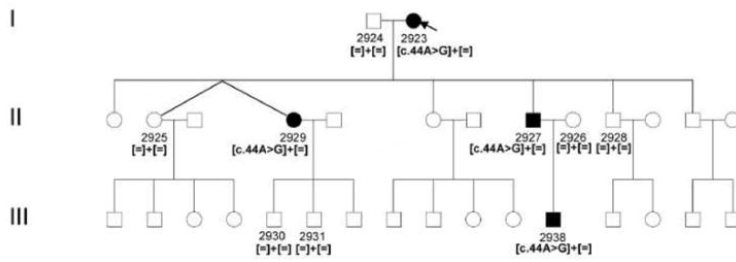 I
2924 2923
[=]+[=] [c.44A>G]+[=]
II
2925 2929 2927 2926 2928
[=]+[=] [c.44A>G]+[=] [c.44A>G]+[=] [=]+[=] [=]+[=]
III
2930 2931 2938
[=]+[=] [=]+[=] [c.44A>G]+[=]